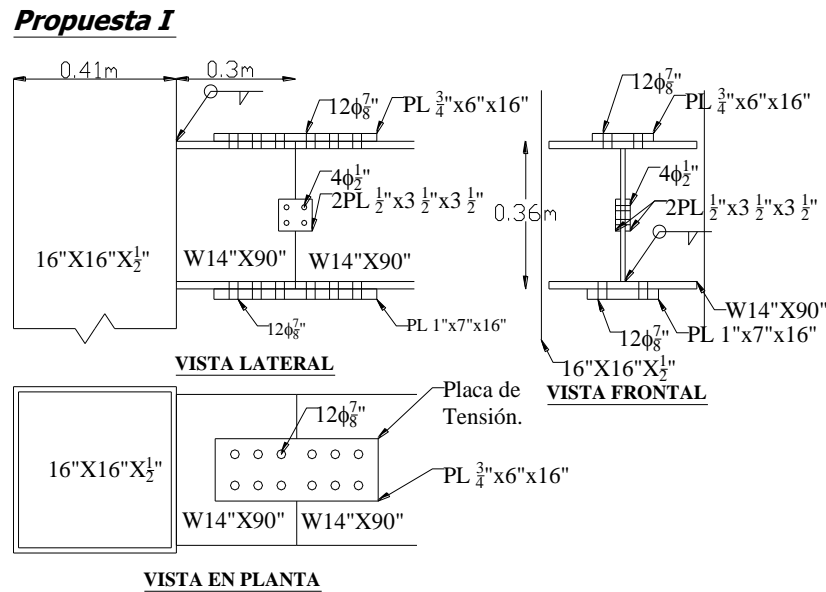 Propuesta I
0.41m
0.3m
12ϕ7/8"
PL 3/4"x6"x16"
4ϕ1/2"
2PL 1/2"x3 1/2"x3 1/2"
16"X16"X1/2"
W14"X90"
W14"X90"
12ϕ7/8"
PL 1"x7"x16"
VISTA LATERAL
12ϕ7/8"
PL 3/4"x6"x16"
4ϕ1/2"
2PL 1/2"x3 1/2"x3 1/2"
0.36m
W14"X90"
12ϕ7/8"
PL 1"x7"x16"
16"X16"X1/2"
VISTA FRONTAL
Placa de
Tensión.
12ϕ7/8"
16"X16"X1/2"
PL 3/4"x6"x16"
W14"X90"
W14"X90"
VISTA EN PLANTA